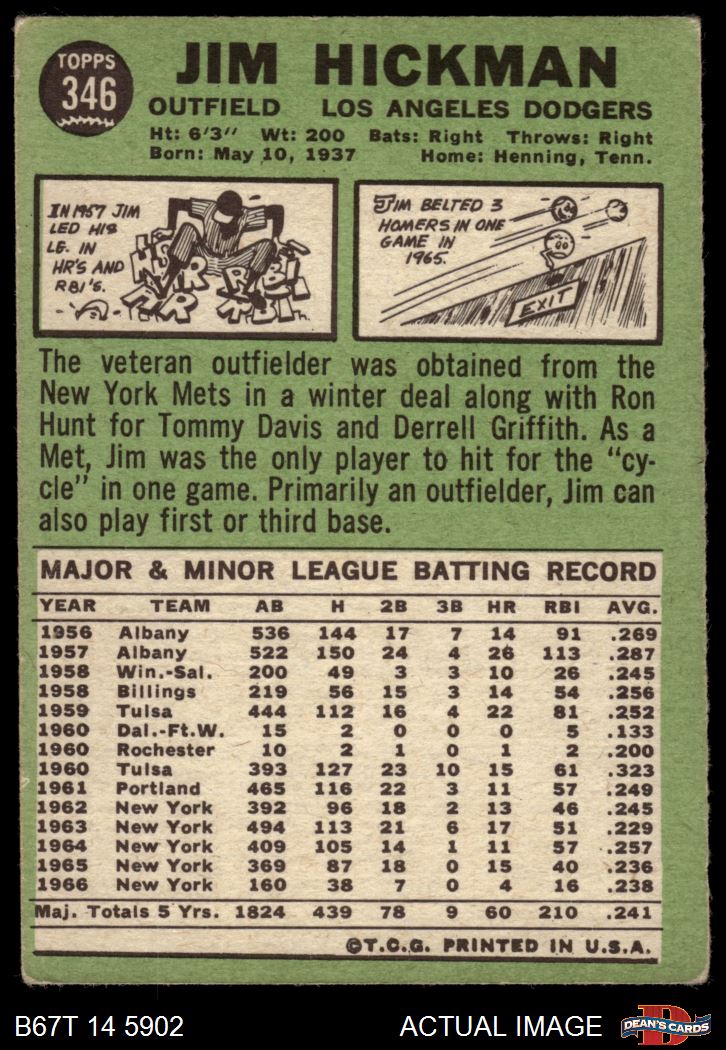 TOPPS
346
JIM HICKMAN
OUTFIELD LOS ANGELES DODGERS
Ht: 6'3" Wt: 200 Bats: Right Throws: Right
Born: May 10, 1937 Home: Henning, Tenn.
IN 1957 JIM
LED HIS
LG. IN
HR'S AND
RBI'S.
JIM BELTED 3
HOMERS IN ONE
GAME IN
1965.
EXIT
The veteran outfielder was obtained from the
New York Mets in a winter deal along with Ron
Hunt for Tommy Davis and Derrell Griffith. As a
Met, Jim was the only player to hit for the "cy-
cle" in one game. Primarily an outfielder, Jim can
also play first or third base.
MAJOR & MINOR LEAGUE BATTING RECORD
YEAR TEAM AB H 2B 3B HR RBI AVG.
1956 Albany 536 144 17 7 14 91 .269
1957 Albany 522 150 24 4 26 113 .287
1958 Win.-Sal. 200 49 3 3 10 26 .245
1958 Billings 219 56 15 3 14 54 .256
1959 Tulsa 444 112 16 4 22 81 .252
1960 Dal.-Ft.W. 15 2 0 0 0 5 .133
1960 Rochester 10 2 1 0 1 2 .200
1960 Tulsa 393 127 23 10 15 61 .323
1961 Portland 465 116 22 3 11 57 .249
1962 New York 392 96 18 2 13 46 .245
1963 New York 494 113 21 6 17 51 .229
1964 New York 409 105 14 1 11 57 .257
1965 New York 369 87 18 0 15 40 .236
1966 New York 160 38 7 0 4 16 .238
Maj. Totals 5 Yrs. 1824 439 78 9 60 210 .241
©T.C.G. PRINTED IN U.S.A.
B67T 14 5902 ACTUAL IMAGE
DEAN'S CARDS